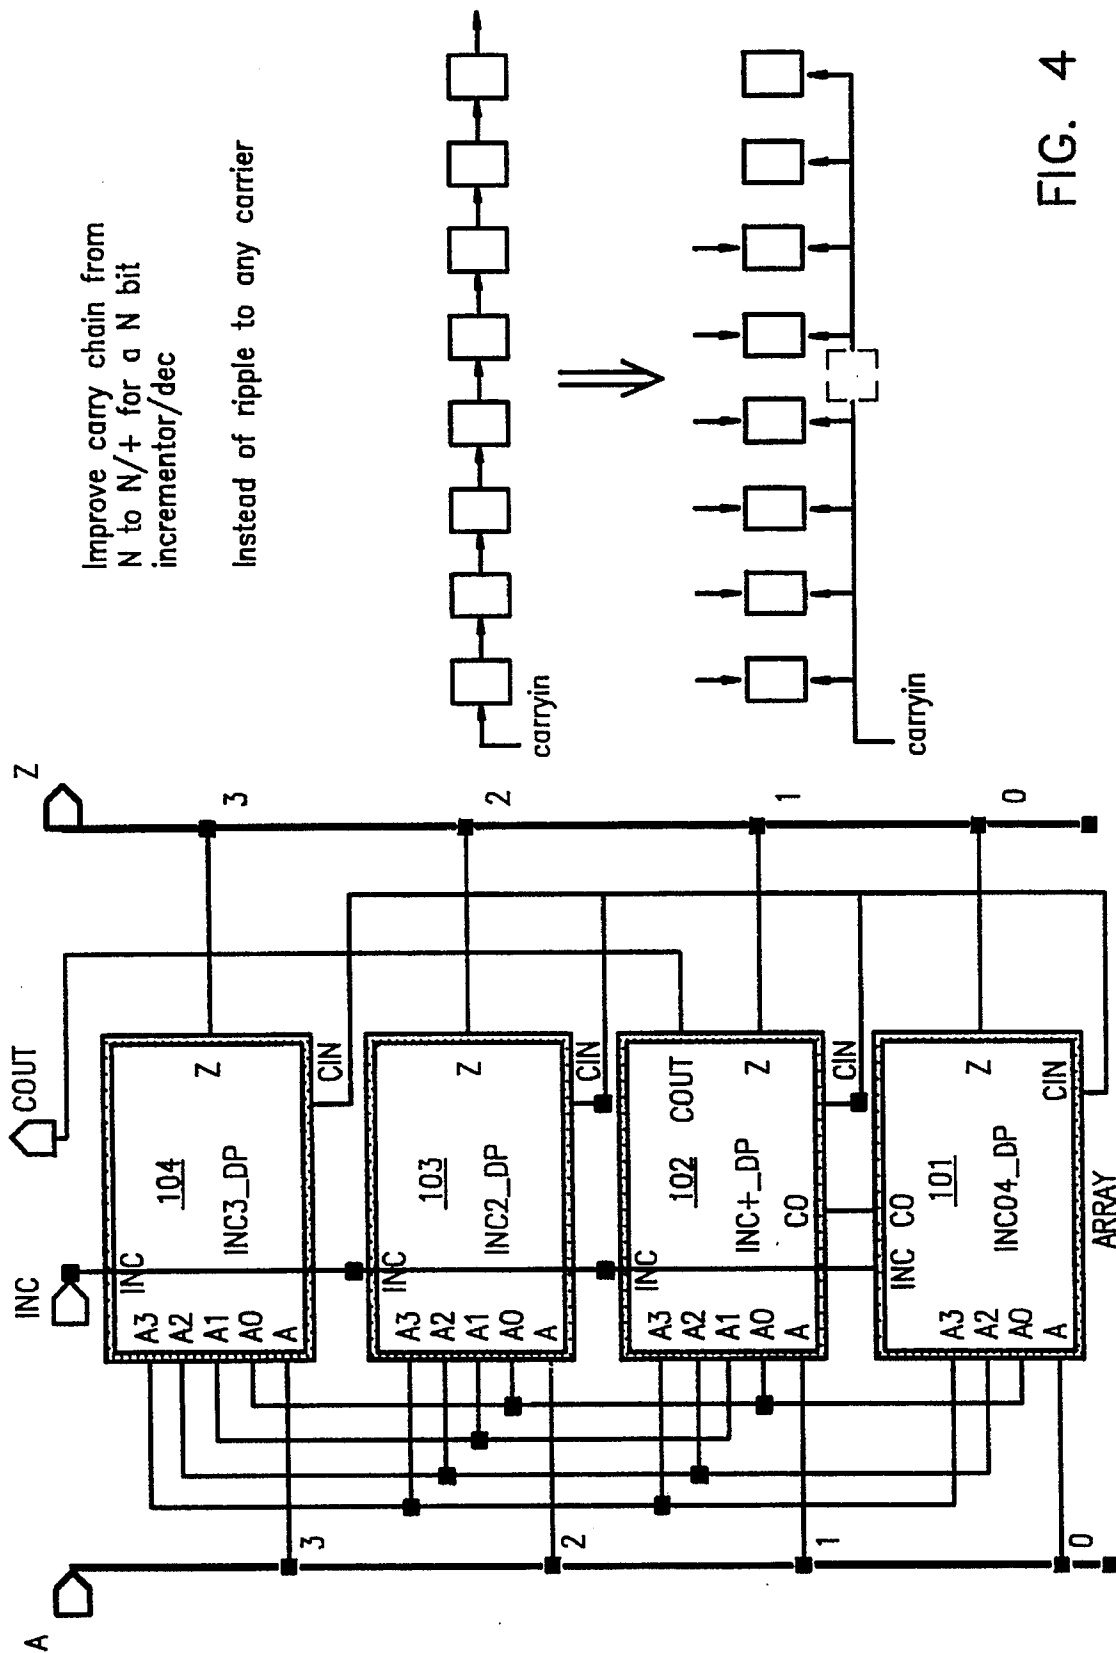 A
INC
COUT
Z
A3
A2
A1
A0
A
INC
104
INC3_DP
Z
CIN
3
3
A3
A2
A1
A0
A
INC
103
INC2_DP
Z
CIN
2
2
A3
A2
A1
A0
A
INC
102
COUT
INC+_DP
CO
Z
CIN
1
1
A3
A2
A0
A
INC
CO
101
INC04_DP
Z
CIN
0
0
ARRAY
Improve carry chain from
N to N/+ for a N bit
incrementor/dec
Instead of ripple to any carrier
carryin
carryin
FIG. 4